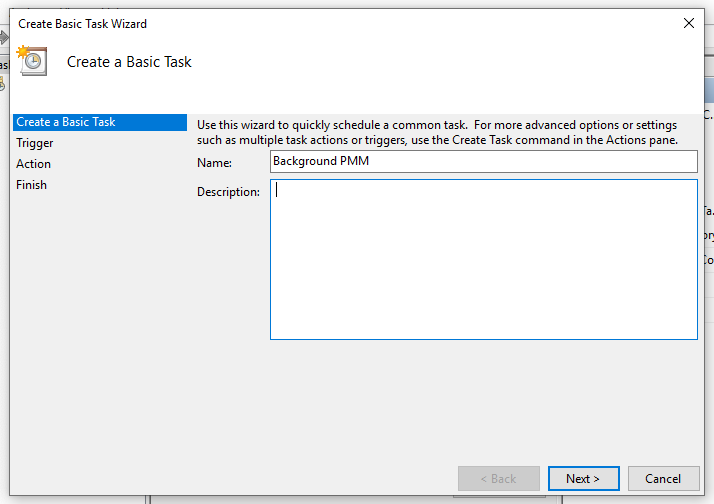 Create Basic Task Wizard
Create a Basic Task
Create a Basic Task
Trigger
Action
Finish
Use this wizard to quickly schedule a common task.  For more advanced options or settings
such as multiple task actions or triggers, use the Create Task command in the Actions pane.
Name:
Background PMM
Description:
< Back
Next >
Cancel